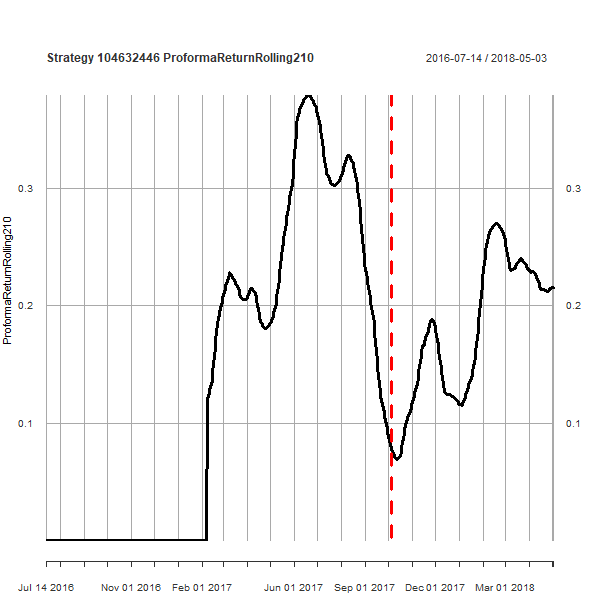 Strategy 104632446 ProformaReturnRolling210
2016-07-14 / 2018-05-03
ProformaReturnRolling210
0.3
0.3
0.2
0.2
0.1
0.1
Jul 14 2016 Nov 01 2016 Feb 01 2017 Jun 01 2017 Sep 01 2017 Dec 01 2017 Mar 01 2018